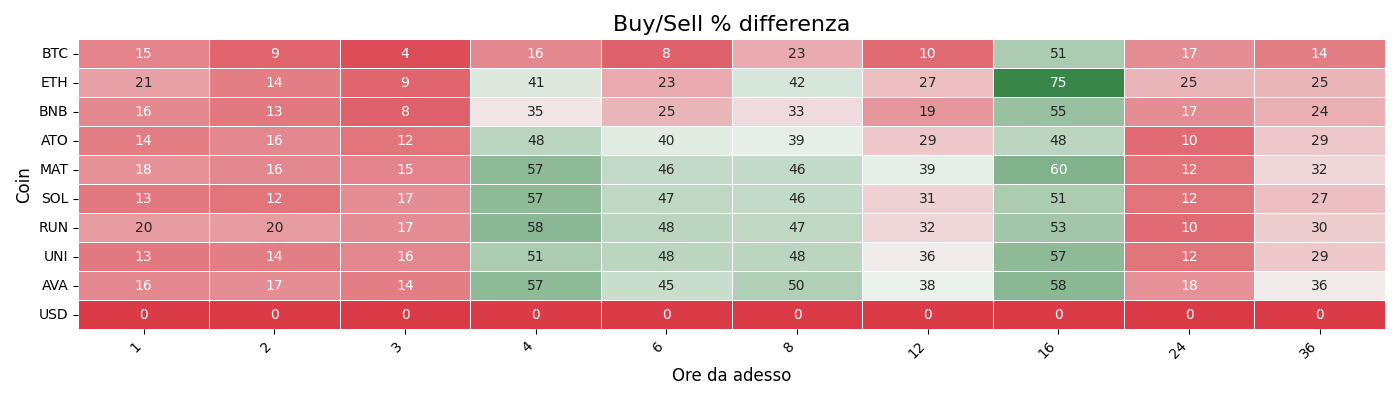 Buy/Sell % differenza
Coin
BTC 15 9 4 16 8 23 10 51 17 14
ETH 21 14 9 41 23 42 27 75 25 25
BNB 16 13 8 35 25 33 19 55 17 24
ATO 14 16 12 48 40 39 29 48 10 29
MAT 18 16 15 57 46 46 39 60 12 32
SOL 13 12 17 57 47 46 31 51 12 27
RUN 20 20 17 58 48 47 32 53 10 30
UNI 13 14 16 51 48 48 36 57 12 29
AVA 16 17 14 57 45 50 38 58 18 36
USD 0 0 0 0 0 0 0 0 0 0
1 2 3 4 6 8 12 16 24 36
Ore da adesso